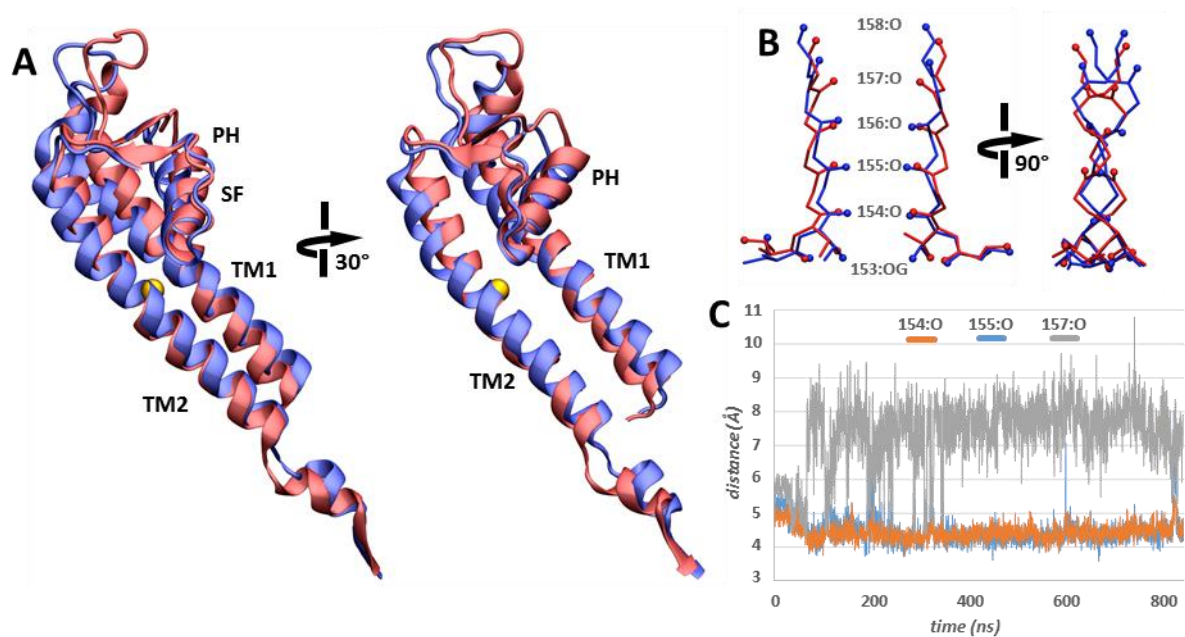 A
PH
SF
TM1
TM2
30°
PH
TM1
TM2
B
158:O
157:O
156:O
155:O
154:O
153:OG
90°
C
154:O 155:O 157:O
11
10
9
8
7
6
5
4
3
distance (Å)
0 200 400 600 800
time (ns)